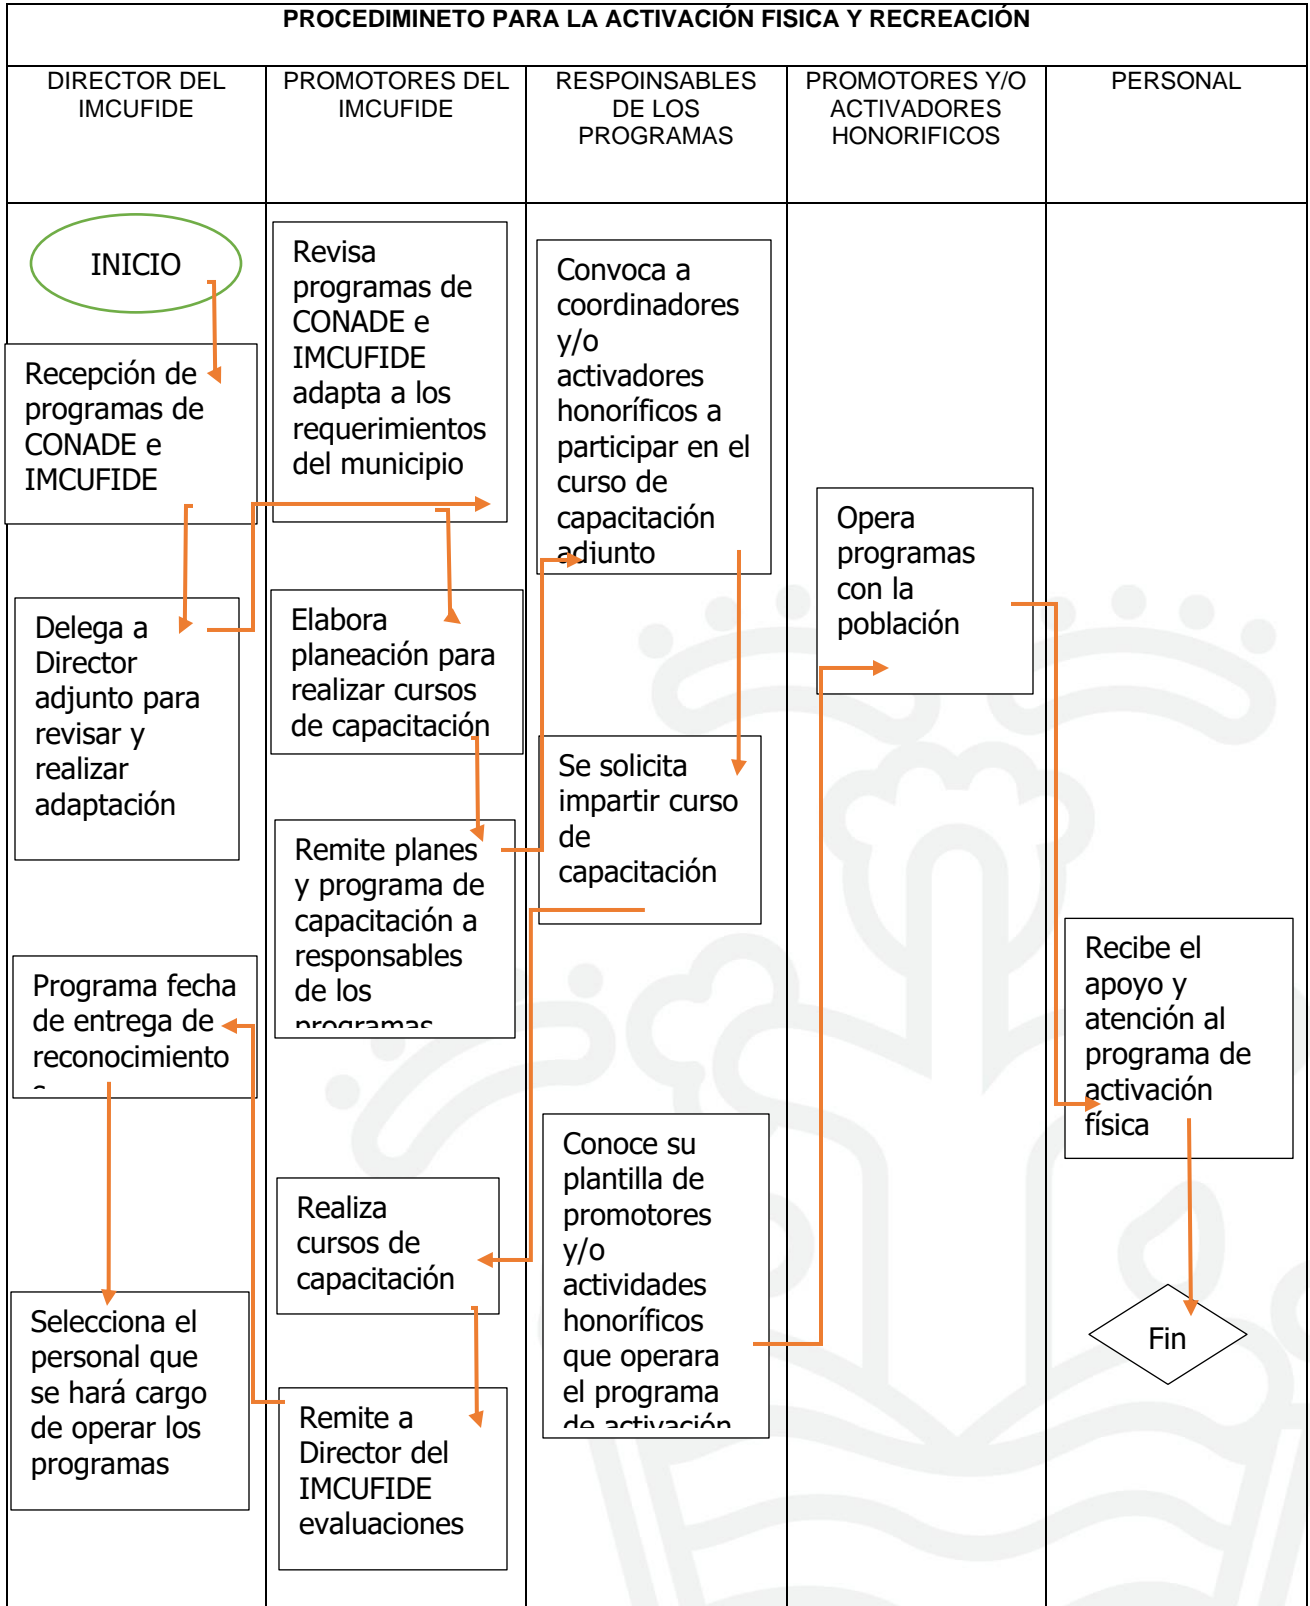 PROCEDIMINETO PARA LA ACTIVACIÓN FISICA Y RECREACIÓN
DIRECTOR DEL
IMCUFIDE
PROMOTORES DEL
IMCUFIDE
RESPOINSABLES
DE LOS
PROGRAMAS
PROMOTORES Y/O
ACTIVADORES
HONORIFICOS
PERSONAL
INICIO
Recepción de
programas de
CONADE e
IMCUFIDE
Delega a
Director
adjunto para
revisar y
realizar
adaptación
Programa fecha
de entrega de
reconocimiento
s
Selecciona el
personal que
se hará cargo
de operar los
programas
Revisa
programas de
CONADE e
IMCUFIDE
adapta a los
requerimientos
del municipio
Elabora
planeación para
realizar cursos
de capacitación
Remite planes
y programa de
capacitación a
responsables
de los
programas
Realiza
cursos de
capacitación
Remite a
Director del
IMCUFIDE
evaluaciones
Convoca a
coordinadores
y/o
activadores
honoríficos a
participar en el
curso de
capacitación
adjunto
Se solicita
impartir curso
de
capacitación
Conoce su
plantilla de
promotores
y/o
actividades
honoríficos
que operara
el programa
de activación
Opera
programas
con la
población
Recibe el
apoyo y
atención al
programa de
activación
física
Fin